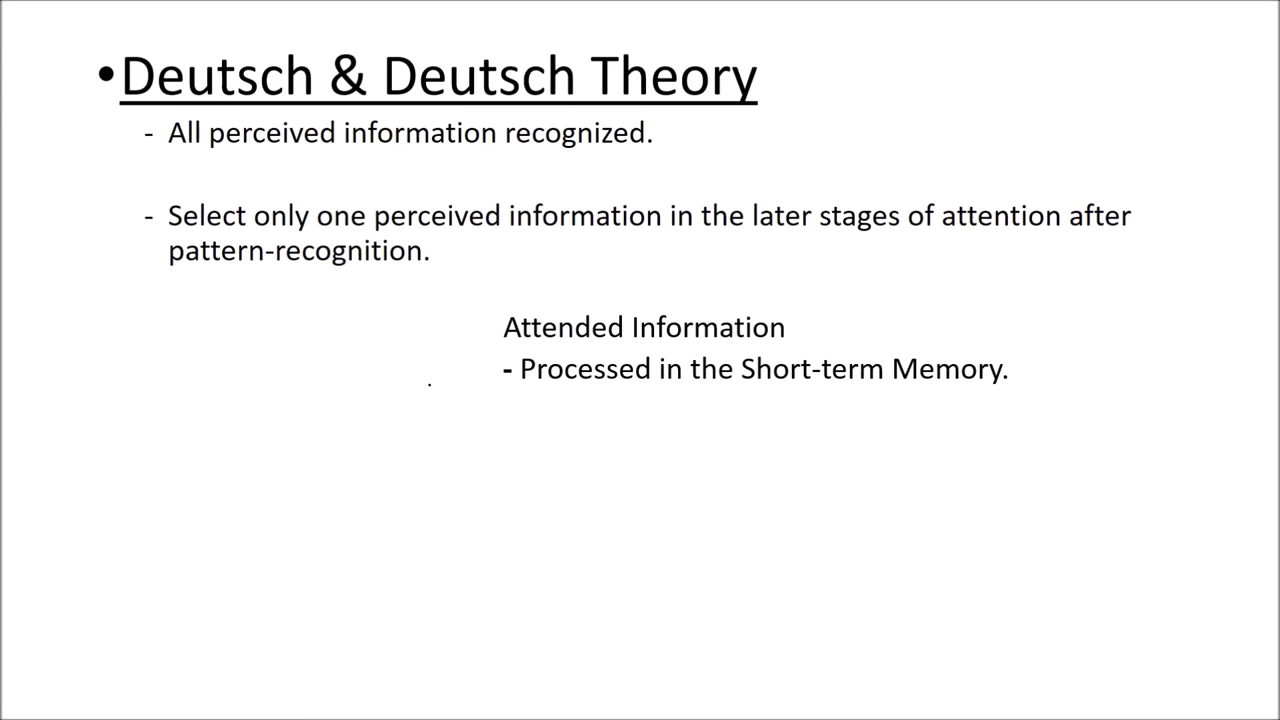 •Deutsch & Deutsch Theory
- All perceived information recognized.
- Select only one perceived information in the later stages of attention after
pattern-recognition.
Attended Information
- Processed in the Short-term Memory.
.